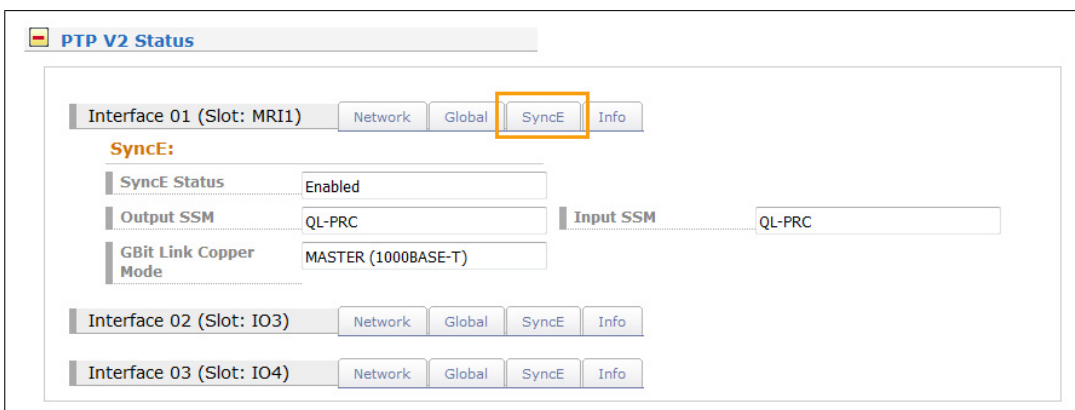 PTP V2 Status
Interface 01 (Slot: MRI1) Network Global SyncE Info
SyncE:
SyncE Status Enabled
Output SSM QL-PRC Input SSM QL-PRC
GBit Link Copper
Mode
MASTER (1000BASE-T)
Interface 02 (Slot: IO3) Network Global SyncE Info
Interface 03 (Slot: IO4) Network Global SyncE Info